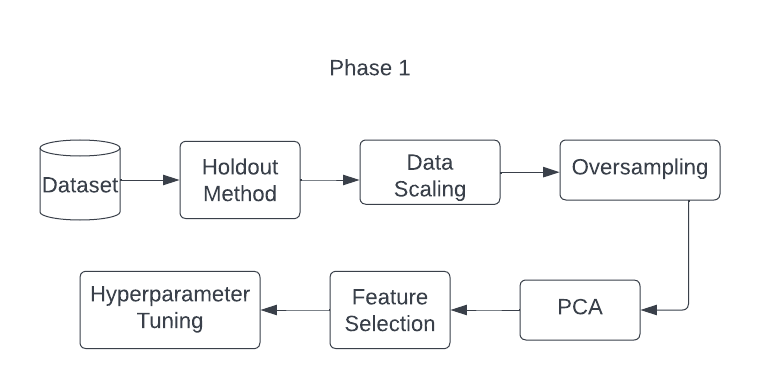 Phase 1
Dataset
Holdout
Method
Data
Scaling
Oversampling
Hyperparameter
Tuning
Feature
Selection
PCA